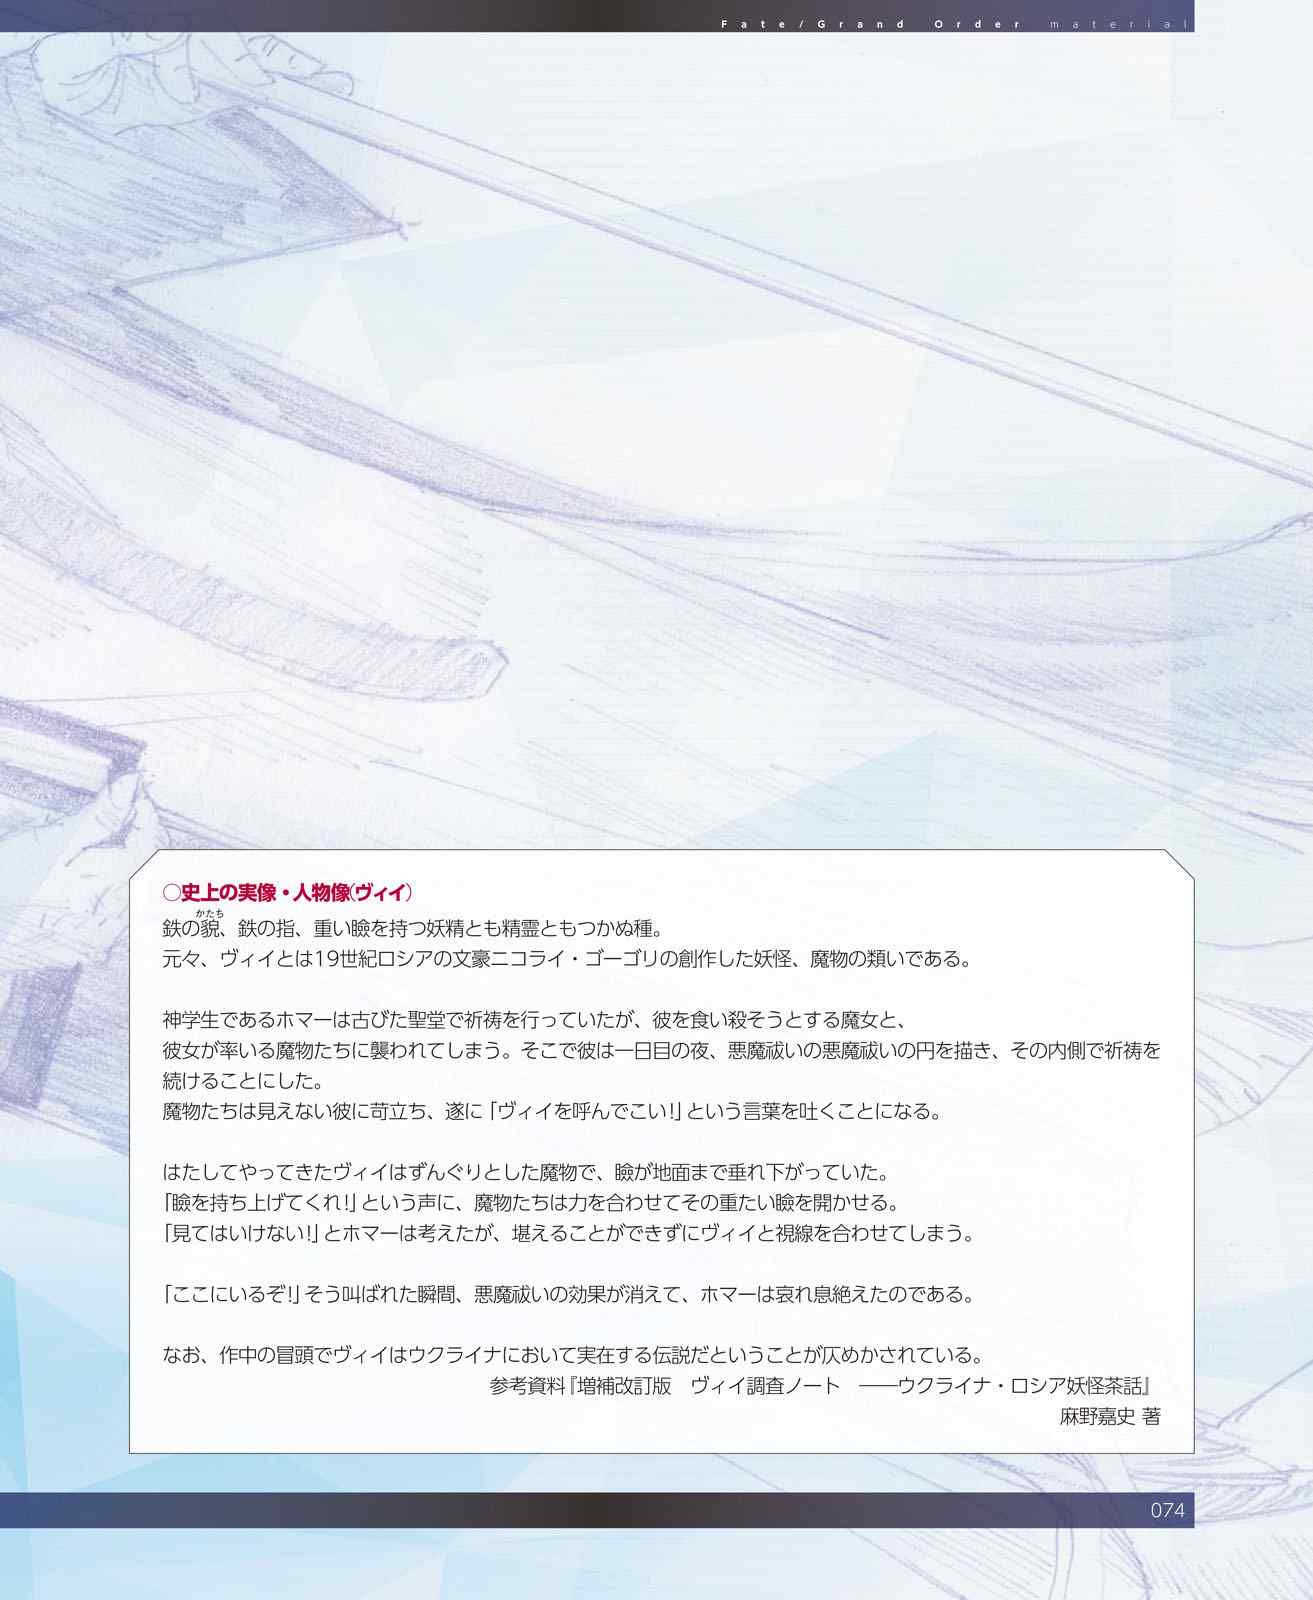 Fate/Grand Order material
○史上の実像・人物像(ヴィイ)
かたち
鉄の貌、鉄の指、重い瞼を持つ妖精とも精霊ともつかぬ種。
元々、ヴィイとは19世紀ロシアの文豪ニコライ・ゴーゴリの創作した妖怪、魔物の類いである。
神学生であるホマーは古びた聖堂で祈祷を行っていたが、彼を食い殺そうとする魔女と、
彼女が率いる魔物たちに襲われてしまう。そこで彼は一日目の夜、悪魔祓いの悪魔祓いの円を描き、その内側で祈祷を
続けることにした。
魔物たちは見えない彼に苛立ち、遂に「ヴィイを呼んでこい!」という言葉を吐くことになる。
はたしてやってきたヴィイはずんぐりとした魔物で、瞼が地面まで垂れ下がっていた。
「瞼を持ち上げてくれ!」という声に、魔物たちは力を合わせてその重たい瞼を開かせる。
「見てはいけない!」とホマーは考えたが、堪えることができずにヴィイと視線を合わせてしまう。
「ここにいるぞ!」そう叫ばれた瞬間、悪魔祓いの効果が消えて、ホマーは哀れ息絶えたのである。
なお、作中の冒頭でヴィイはウクライナにおいて実在する伝説だということが仄めかされている。
参考資料『増補改訂版　ヴィイ調査ノート　――ウクライナ・ロシア妖怪茶話』
麻野嘉史 著
074